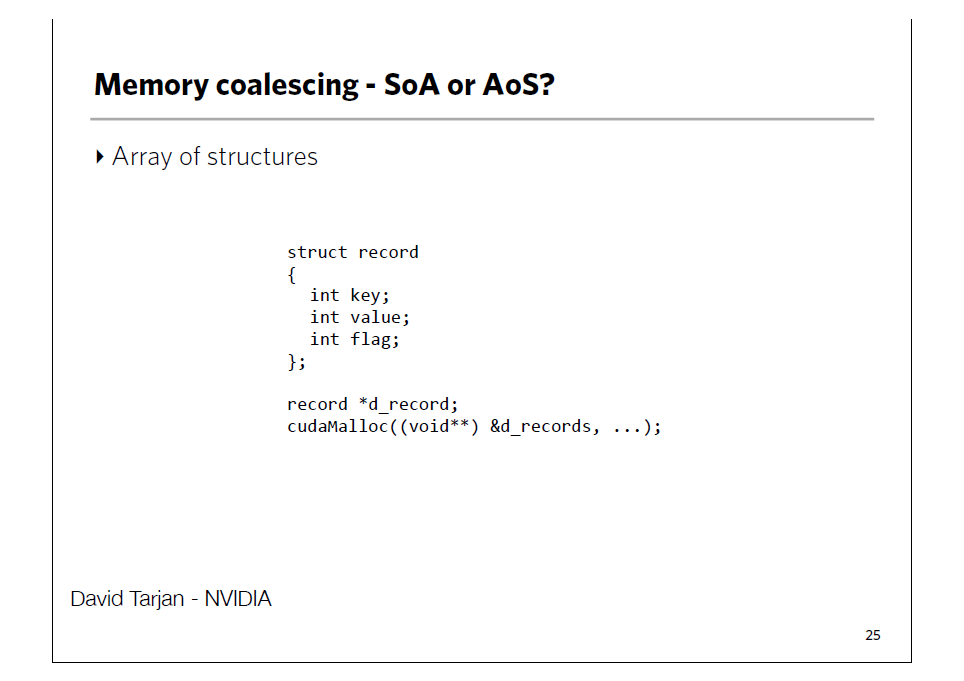 Memory coalescing - SoA or AoS?
Array of structures
struct record
{
int key;
int value;
int flag;
};
record *d_record;
cudaMalloc((void**) &d_records, ...);
David Tarjan - NVIDIA
25